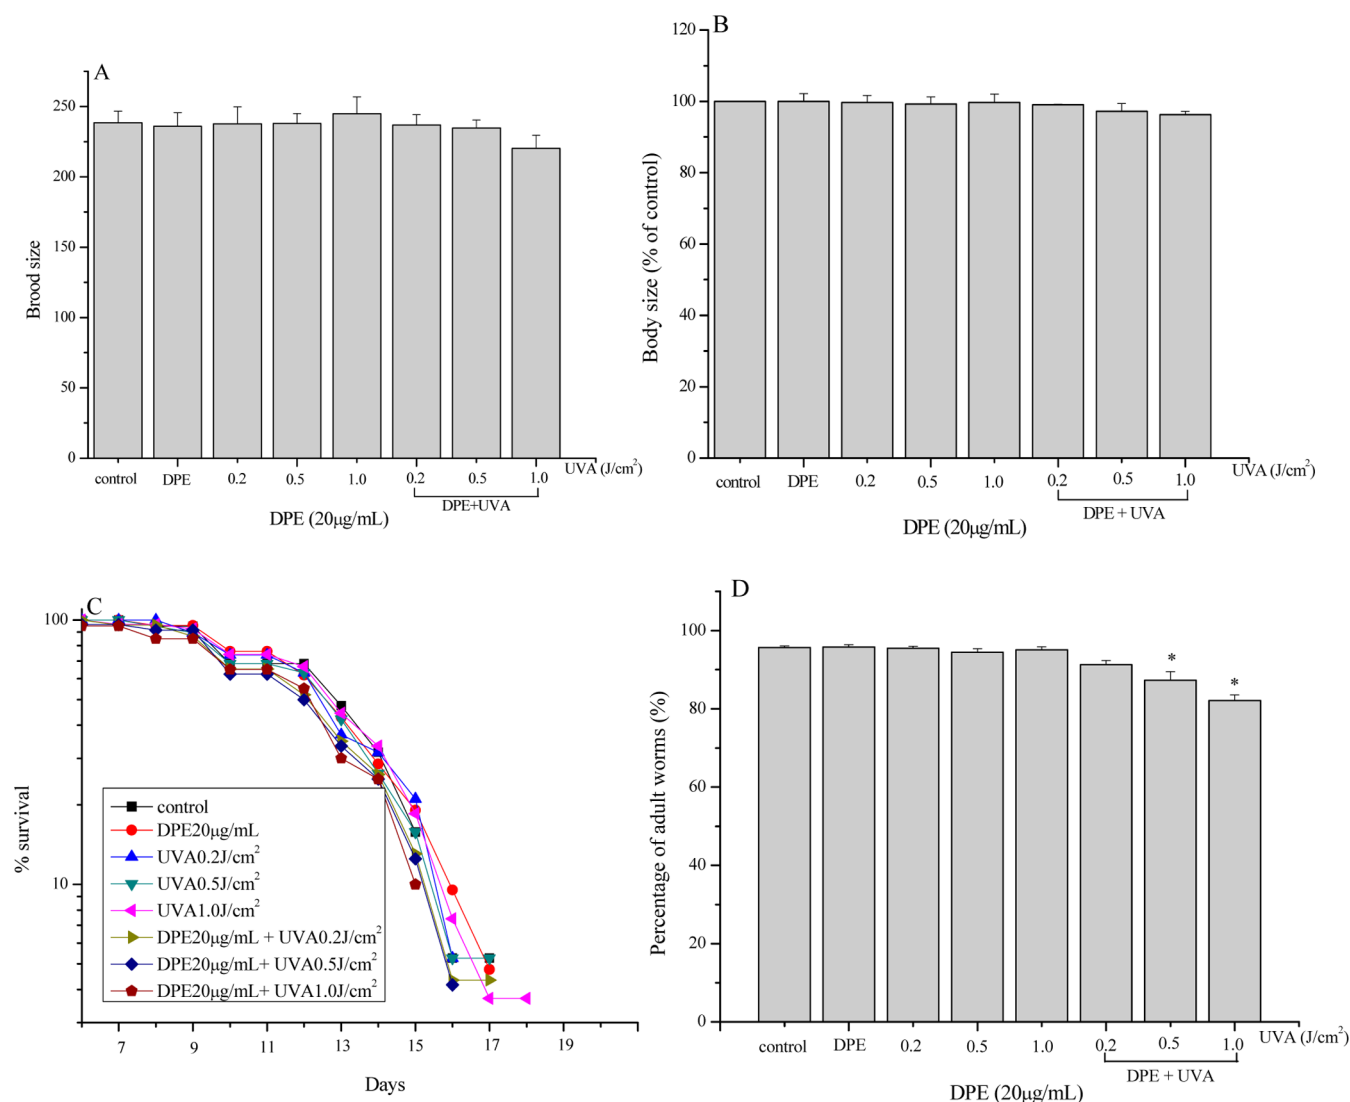 A
250
200
150
100
50
0
Brood size
control DPE 0.2 0.5 1.0 0.2 0.5 1.0 UVA (J/cm²)
DPE+UVA
DPE (20μg/mL)
B
120
100
80
60
40
20
0
Body size (% of control)
control DPE 0.2 0.5 1.0 0.2 0.5 1.0 UVA (J/cm²)
DPE + UVA
DPE (20μg/mL)
C
100
10
% survival
control
DPE20μg/mL
UVA0.2J/cm²
UVA0.5J/cm²
UVA1.0J/cm²
DPE20μg/mL + UVA0.2J/cm²
DPE20μg/mL+ UVA0.5J/cm²
DPE20μg/mL+ UVA1.0J/cm²
7 9 11 13 15 17 19
Days
D
100
80
60
40
20
0
Percentage of adult worms (%)
* *
control DPE 0.2 0.5 1.0 0.2 0.5 1.0 UVA (J/cm²)
DPE + UVA
DPE (20μg/mL)